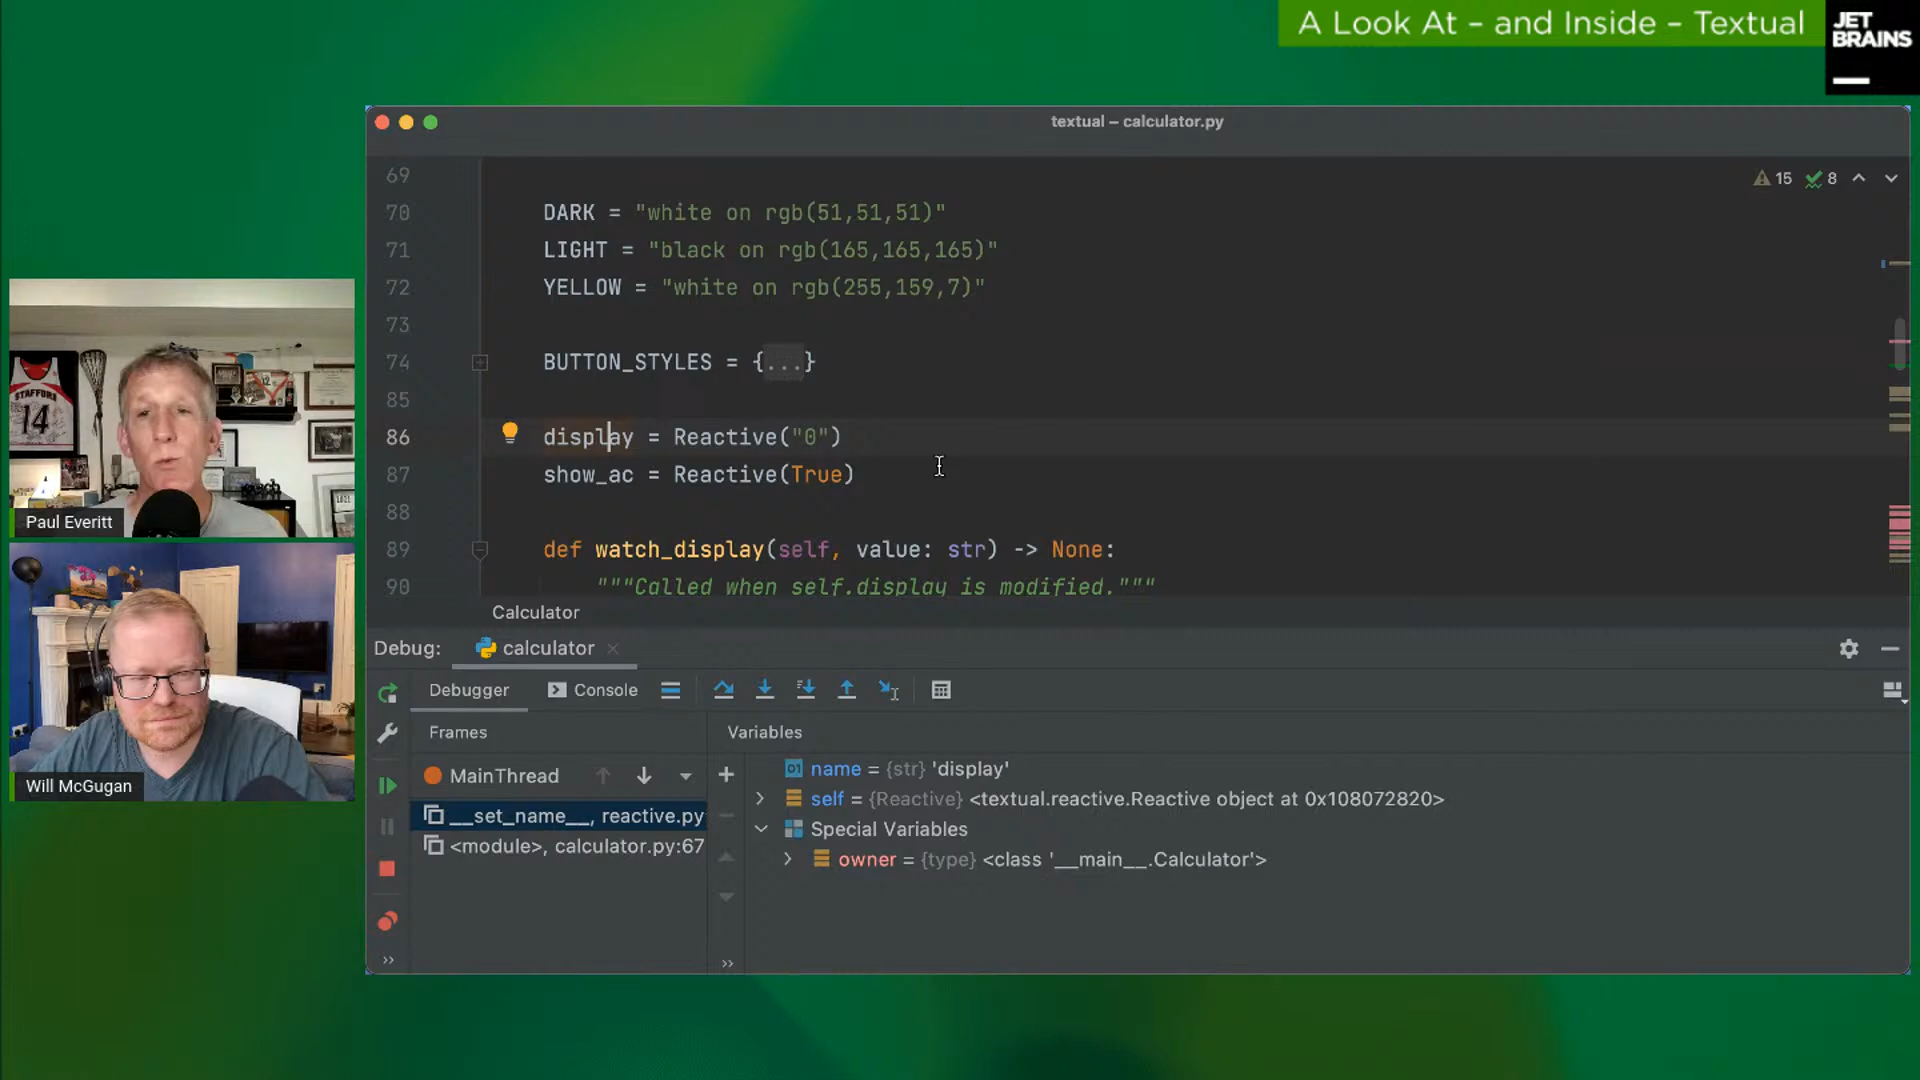 A Look At – and Inside – Textual
JET
BRAINS
textual – calculator.py
69
15 8
70 DARK = "white on rgb(51,51,51)"
71 LIGHT = "black on rgb(165,165,165)"
72 YELLOW = "white on rgb(255,159,7)"
73
74 BUTTON_STYLES = {...}
85
86 display = Reactive("0")
87 show_ac = Reactive(True)
88
89 def watch_display(self, value: str) -> None:
90 """Called when self.display is modified."""
Calculator
STAFFORD
14
Paul Everitt
Will McGugan
Debug: calculator
Debugger Console
Frames Variables
MainThread
__set_name__, reactive.py
<module>, calculator.py:67
name = {str} 'display'
self = {Reactive} <textual.reactive.Reactive object at 0x108072820>
Special Variables
owner = {type} <class '__main__.Calculator'>